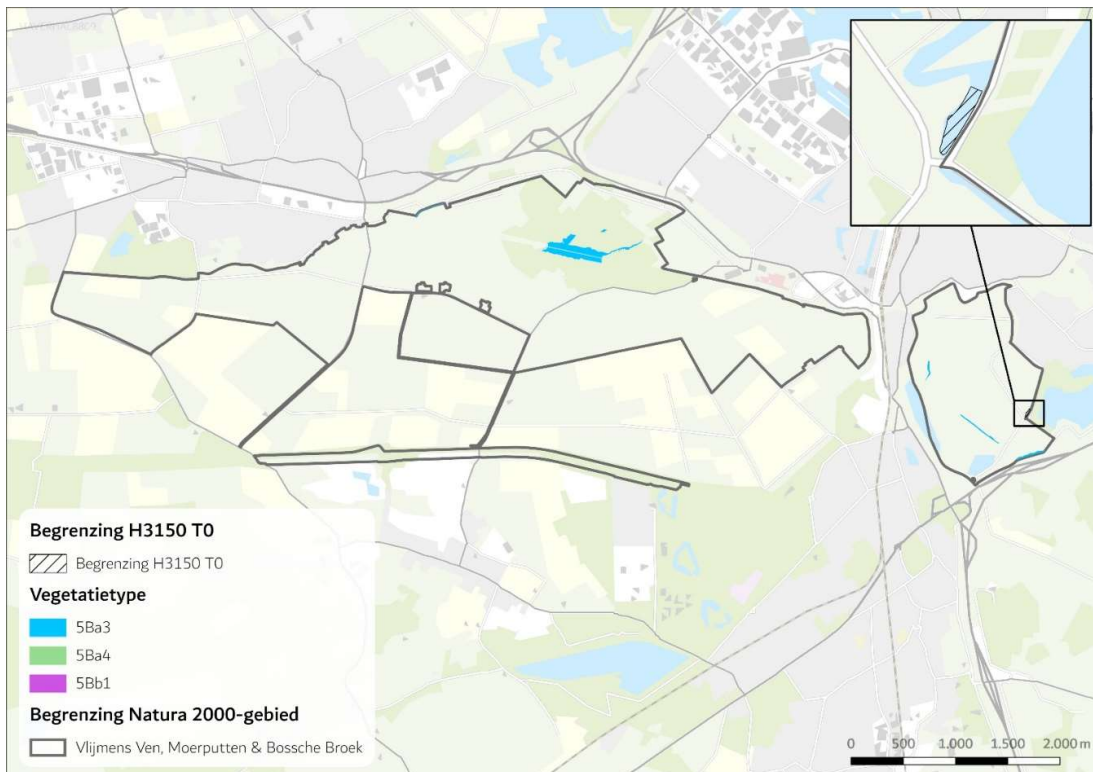 Begrenzing H3150 T0
Begrenzing H3150 T0
Vegetatietype
5Ba3
5Ba4
5Bb1
Begrenzing Natura 2000-gebied
Vlijmens Ven, Moerputten & Bossche Broek
0 500 1.000 1.500 2.000 m